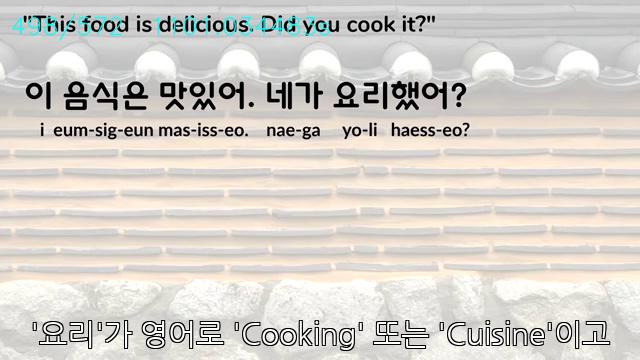 "This food is delicious. Did you cook it?"
이 음식은 맛있어. 네가 요리했어?
i eum-sig-eun mas-iss-eo. nae-ga yo-li haess-eo?
'요리'가 영어로 'Cooking' 또는 'Cuisine'이고